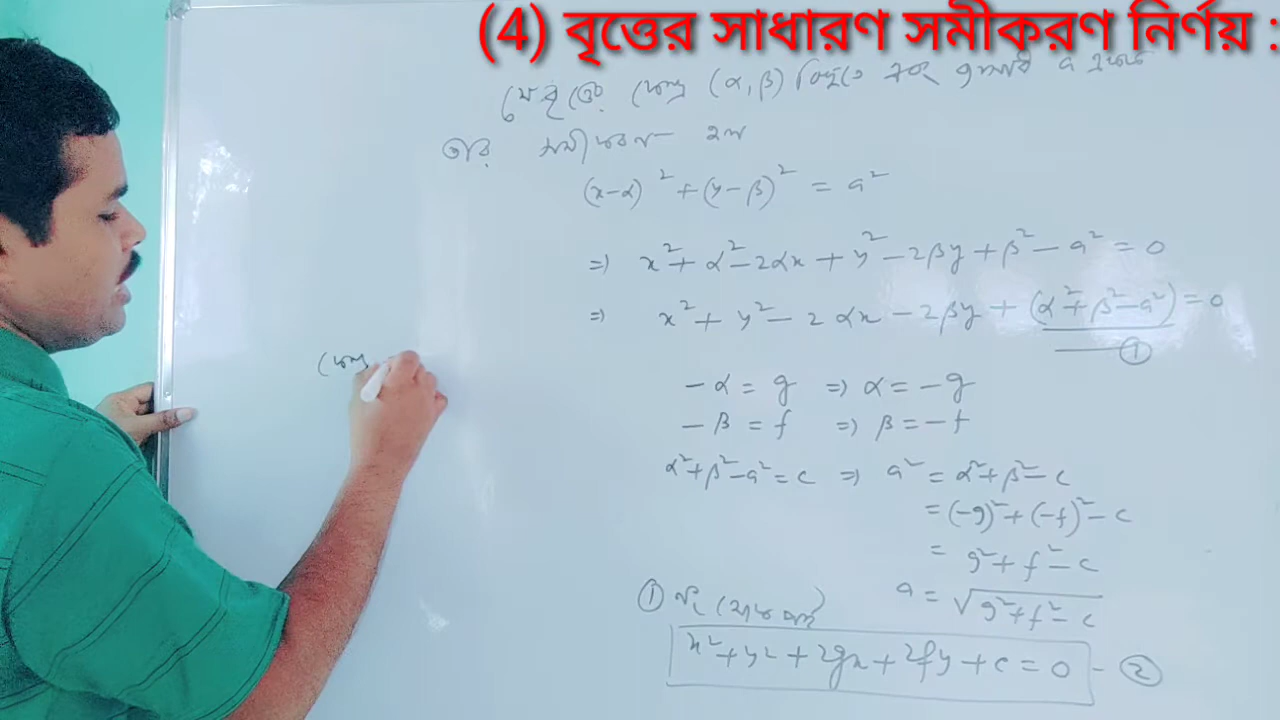 (4) বৃত্তের সাধারণ সমীকরণ নির্ণয় :
যে বৃত্তের কেন্দ্র (α, β) বিন্দুতে এবং a
তার সমীকরণ হল
(x-α)² + (y-β)² = a²
⇒ x² + α² - 2αx + y² - 2βy + β² - a² = 0
⇒ x² + y² - 2αx - 2βy + (α² + β² - a²) = 0
——— ①
-α = g ⇒ α = -g
-β = f ⇒ β = -f
কেন্দ্র
α² + β² - a² = c ⇒ a² = α² + β² - c
= (-g)² + (-f)² - c
= g² + f² - c
a = √g² + f² - c
① নং থেকে পাই
x² + y² + 2gx + 2fy + c = 0 - ②